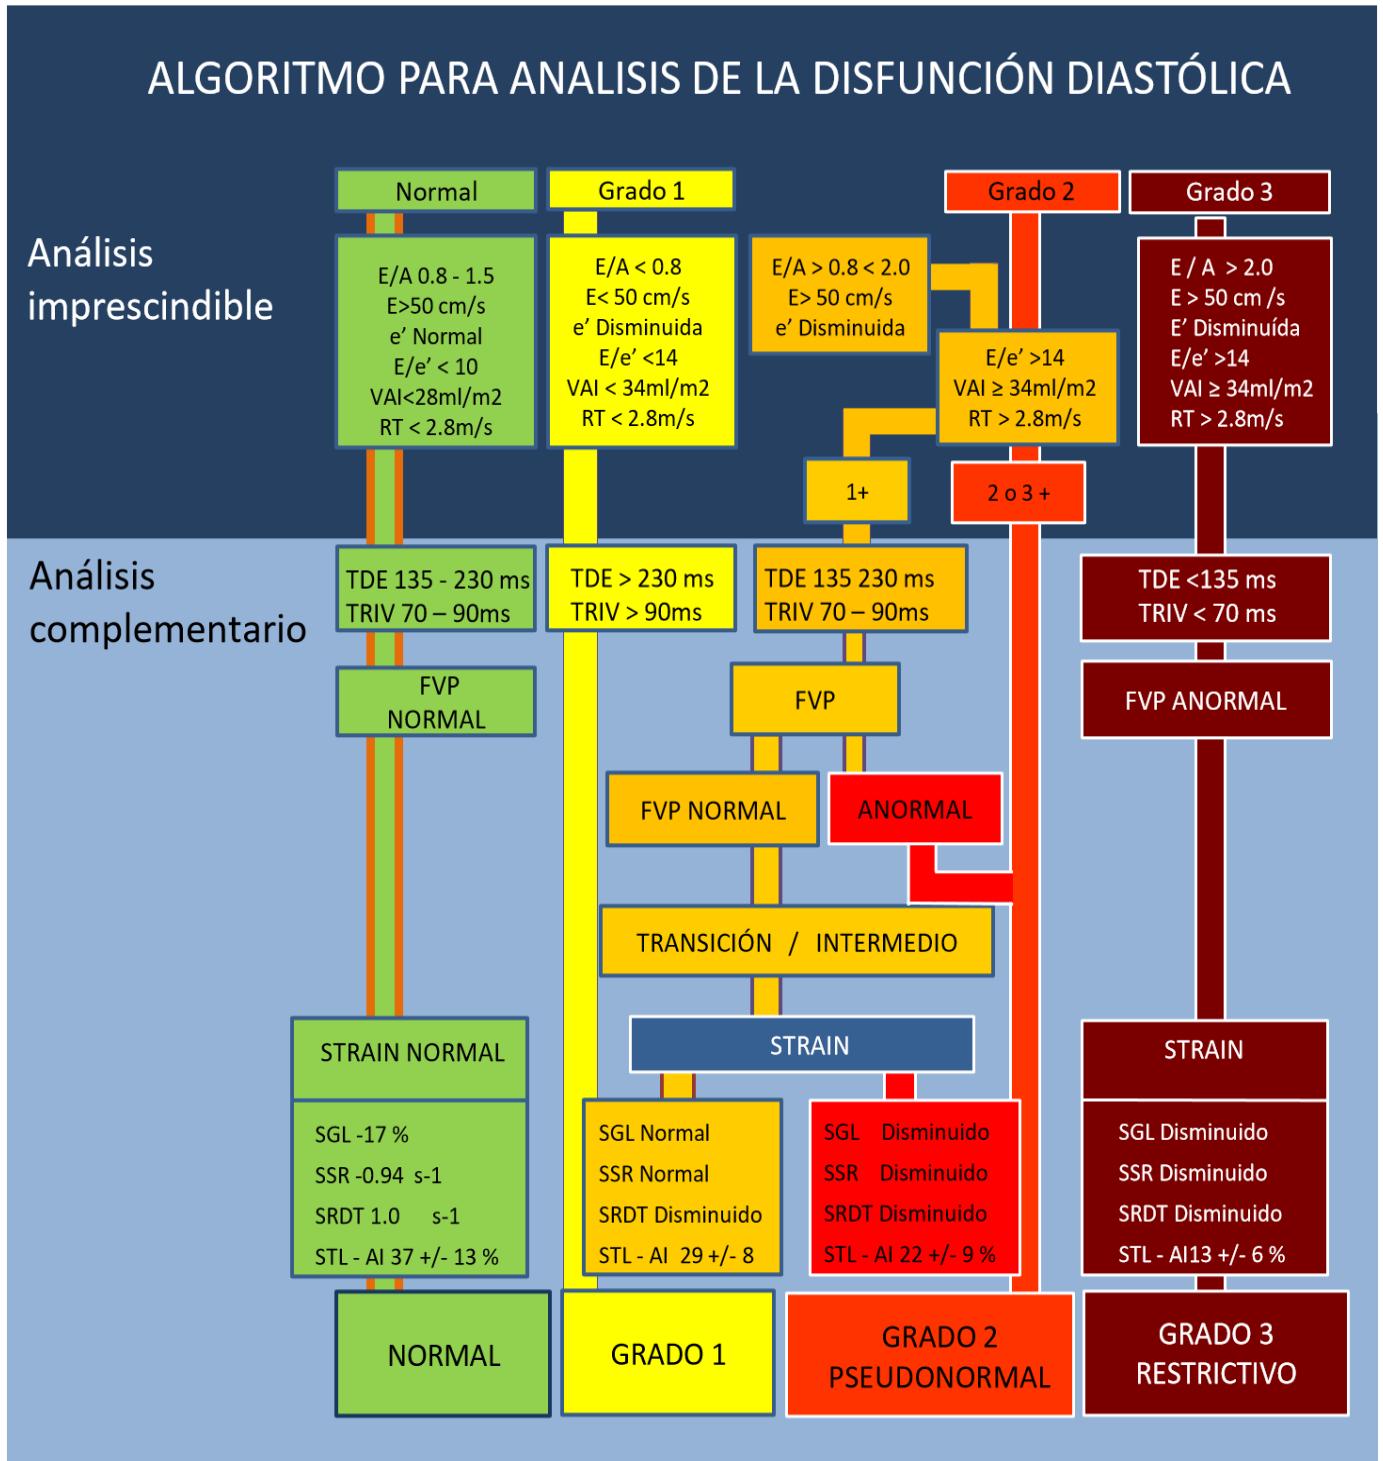 ALGORITMO PARA ANALISIS DE LA DISFUNCIÓN DIASTÓLICA
Normal
Grado 1
Grado 2
Grado 3
Análisis
imprescindible
E/A 0.8 - 1.5
E>50 cm/s
e’ Normal
E/e’ < 10
VAI<28ml/m2
RT < 2.8m/s
E/A < 0.8
E< 50 cm/s
e’ Disminuida
E/e’ <14
VAI < 34ml/m2
RT < 2.8m/s
E/A > 0.8 < 2.0
E> 50 cm/s
e’ Disminuida
E/e’ >14
VAI ≥ 34ml/m2
RT > 2.8m/s
E / A > 2.0
E > 50 cm /s
E’ Disminuída
E/e’ >14
VAI ≥ 34ml/m2
RT > 2.8m/s
1+
2 o 3 +
Análisis
complementario
TDE 135 - 230 ms
TRIV 70 – 90ms
TDE > 230 ms
TRIV > 90ms
TDE 135 230 ms
TRIV 70 – 90ms
TDE <135 ms
TRIV < 70 ms
FVP
NORMAL
FVP
FVP ANORMAL
FVP NORMAL
ANORMAL
TRANSICIÓN / INTERMEDIO
STRAIN NORMAL
STRAIN
STRAIN
SGL -17 %
SSR -0.94 s-1
SRDT 1.0 s-1
STL - AI 37 +/- 13 %
SGL Normal
SSR Normal
SRDT Disminuido
STL - AI 29 +/- 8
SGL Disminuido
SSR Disminuido
SRDT Disminuido
STL - AI 22 +/- 9 %
SGL Disminuido
SSR Disminuido
SRDT Disminuido
STL - AI13 +/- 6 %
NORMAL
GRADO 1
GRADO 2
PSEUDONORMAL
GRADO 3
RESTRICTIVO